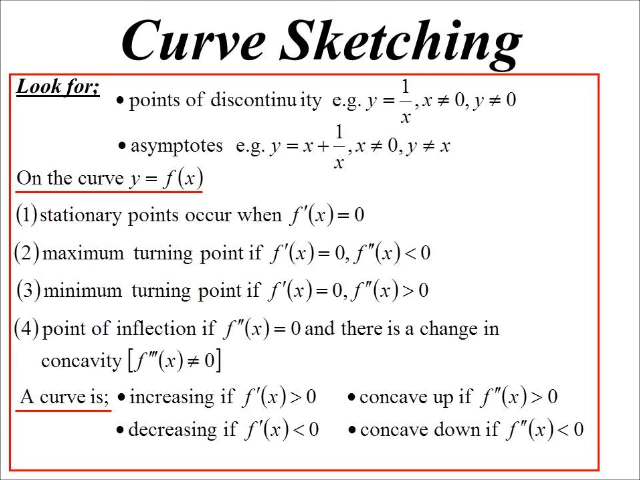 Curve Sketching
Look for;
• points of discontinuity e.g. y = 1/x, x ≠ 0, y ≠ 0
• asymptotes e.g. y = x + 1/x, x ≠ 0, y ≠ x
On the curve y = f(x)
(1) stationary points occur when f′(x) = 0
(2) maximum turning point if f′(x) = 0, f″(x) < 0
(3) minimum turning point if f′(x) = 0, f″(x) > 0
(4) point of inflection if f″(x) = 0 and there is a change in
concavity [f‴(x) ≠ 0]
A curve is; • increasing if f′(x) > 0 • concave up if f″(x) > 0
• decreasing if f′(x) < 0 • concave down if f″(x) < 0